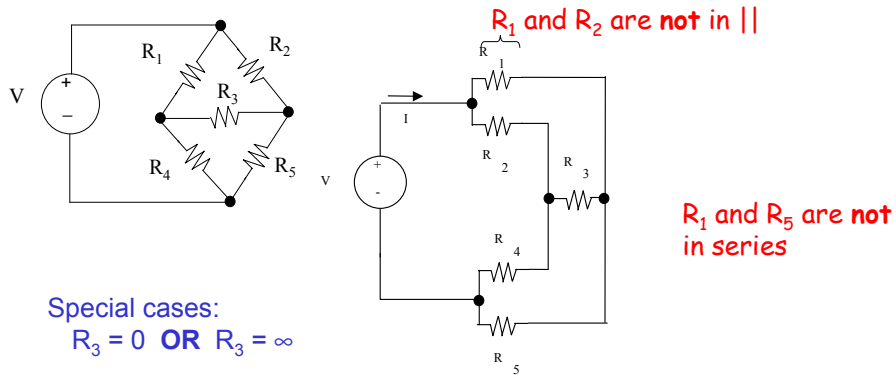 R₁ and R₂ are not in ||
R₁
R₂
V
+
–
R₃
R₄
R₅
R
1
I
R
2
V
+
-
R
3
R
4
R
5
R₁ and R₅ are not
in series
Special cases:
R₃ = 0 OR R₃ = ∞